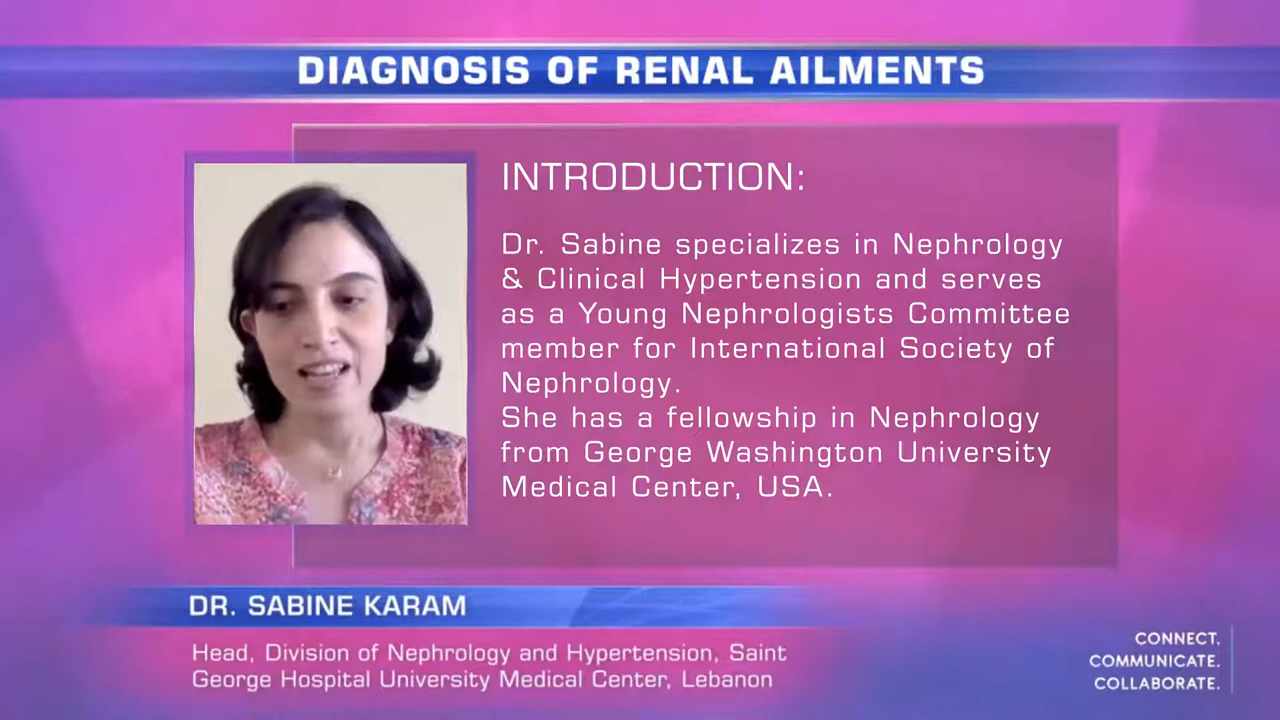 DIAGNOSIS OF RENAL AILMENTS
INTRODUCTION:
Dr. Sabine specializes in Nephrology
& Clinical Hypertension and serves
as a Young Nephrologists Committee
member for International Society of
Nephrology.
She has a fellowship in Nephrology
from George Washington University
Medical Center, USA.
DR. SABINE KARAM
Head, Division of Nephrology and Hypertension, Saint
George Hospital University Medical Center, Lebanon
CONNECT.
COMMUNICATE.
COLLABORATE.